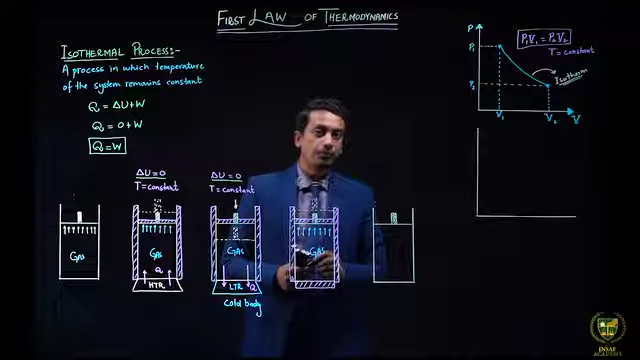 FIRST LAW OF THERMODYNAMICS
ISOTHERMAL PROCESS:-
A process in which temperature
of the system remains constant
Q = ΔU+W
Q = 0+W
Q=W
ΔU=0
T=constant
ΔU=0
T=constant
GAS
GAS
Q
HTR
GAS
LTR
Q
Cold body
GAS
P
P₁V₁ = P₂V₂
T = constant
P₁
P₂
Isotherm
V₁
V₂
V
INSAF
ACADEMY